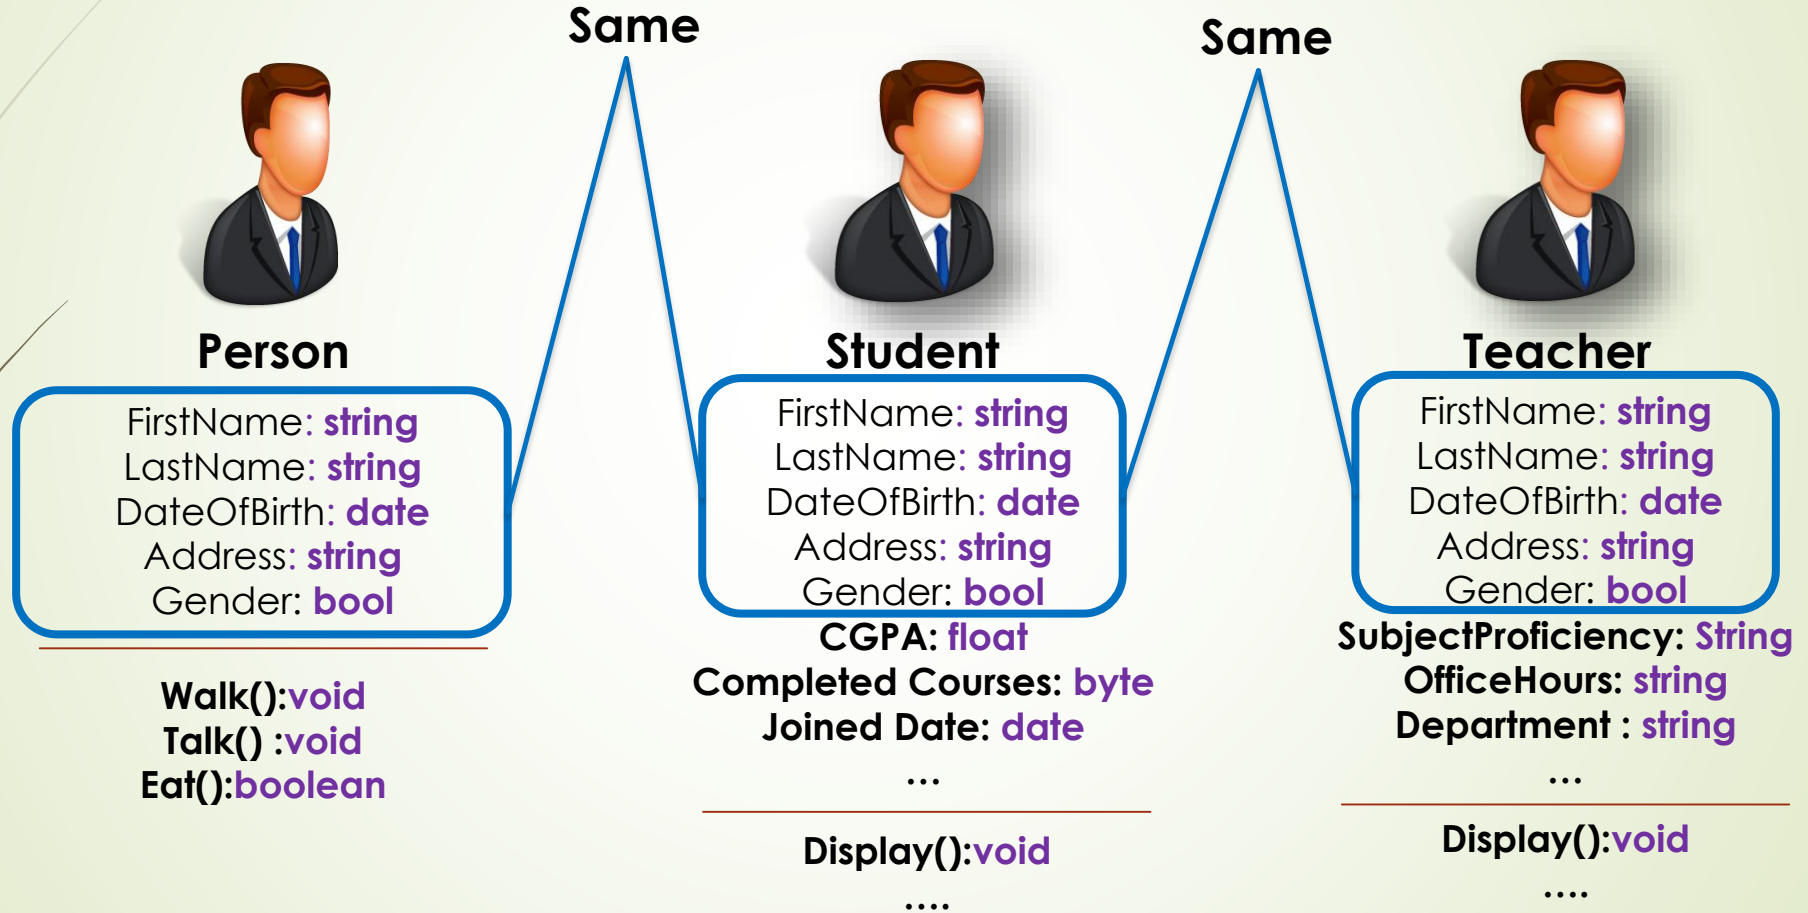 Same
Same
Person
FirstName: string
LastName: string
DateOfBirth: date
Address: string
Gender: bool
Walk():void
Talk() :void
Eat():boolean
Student
FirstName: string
LastName: string
DateOfBirth: date
Address: string
Gender: bool
CGPA: float
Completed Courses: byte
Joined Date: date
...
Display():void
....
Teacher
FirstName: string
LastName: string
DateOfBirth: date
Address: string
Gender: bool
SubjectProficiency: String
OfficeHours: string
Department : string
...
Display():void
....